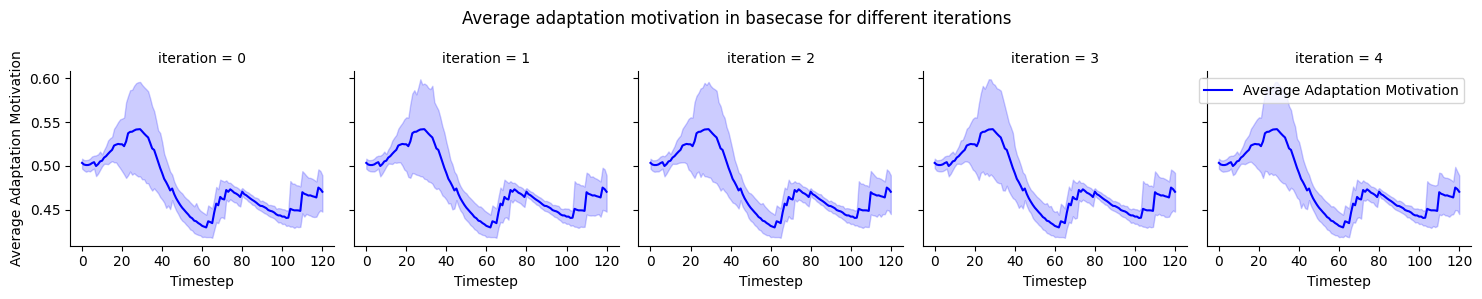 Average adaptation motivation in basecase for different iterations
iteration = 0
iteration = 1
iteration = 2
iteration = 3
iteration = 4
Average Adaptation Motivation
0.60
0.55
0.50
0.45
Average Adaptation Motivation
0 20 40 60 80 100 120
0 20 40 60 80 100 120
0 20 40 60 80 100 120
0 20 40 60 80 100 120
0 20 40 60 80 100 120
Timestep
Timestep
Timestep
Timestep
Timestep